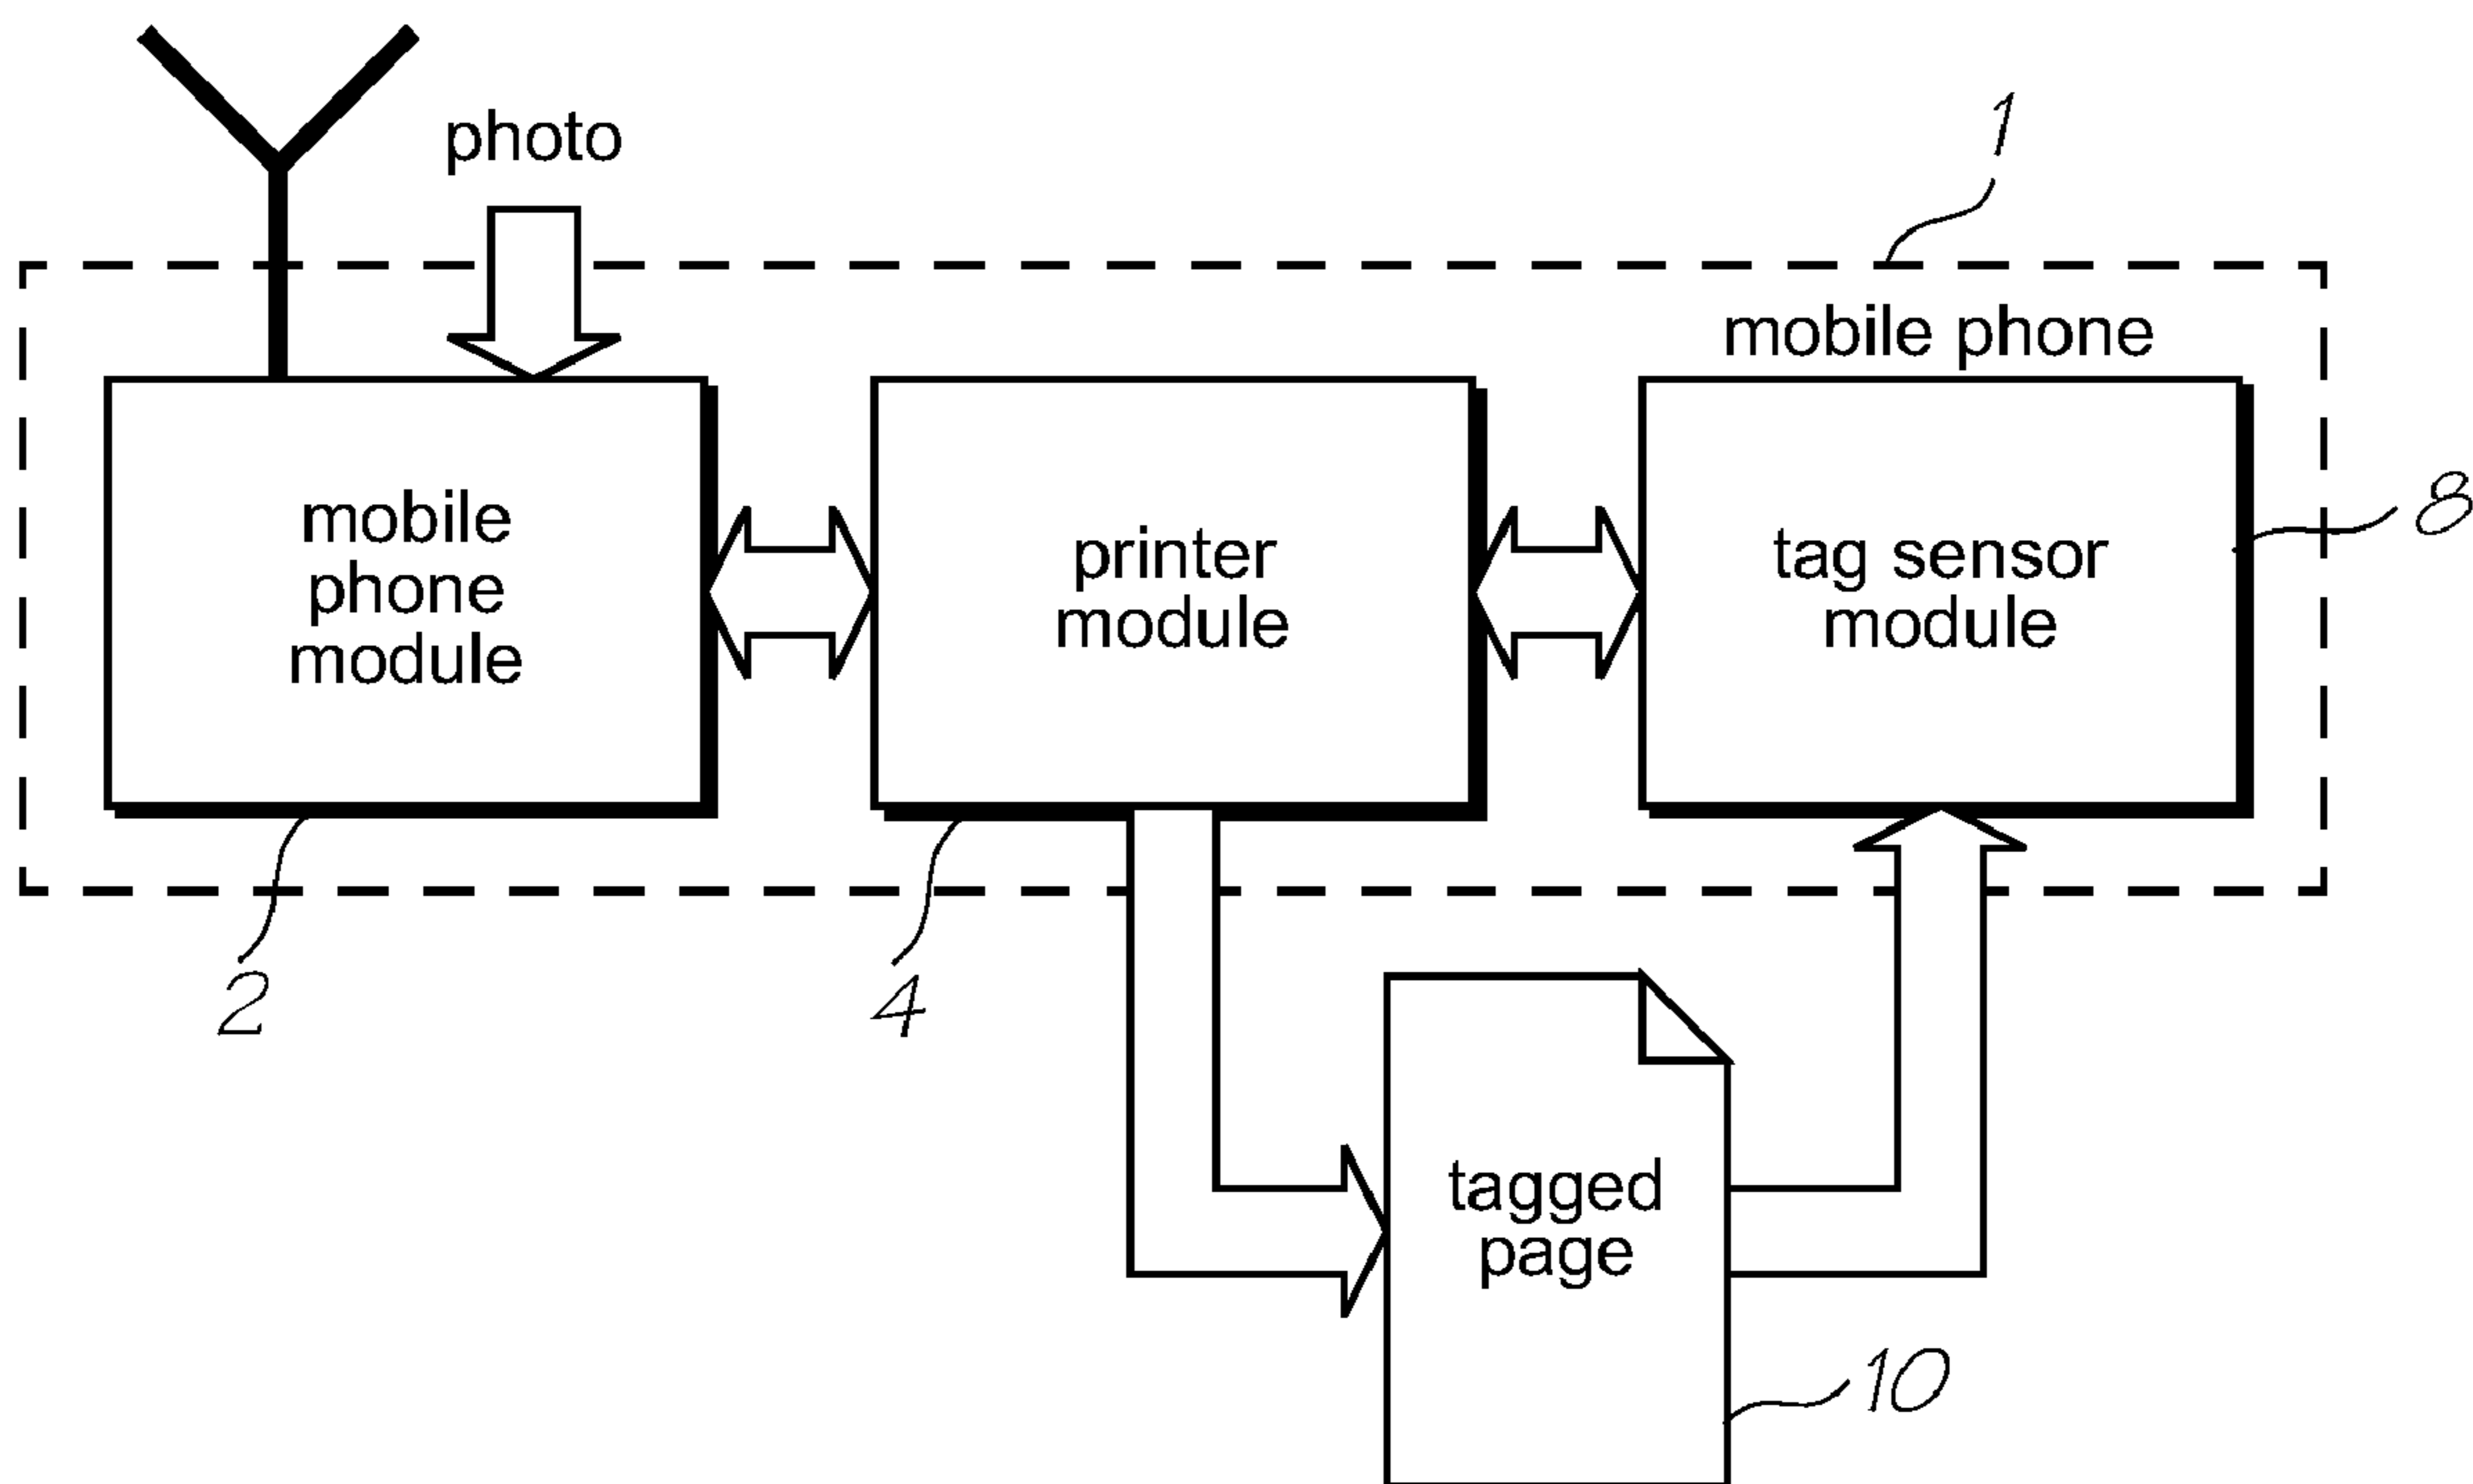 photo
1
mobile phone
mobile
phone
module
printer
module
tag sensor
module
8
2
4
tagged
page
10